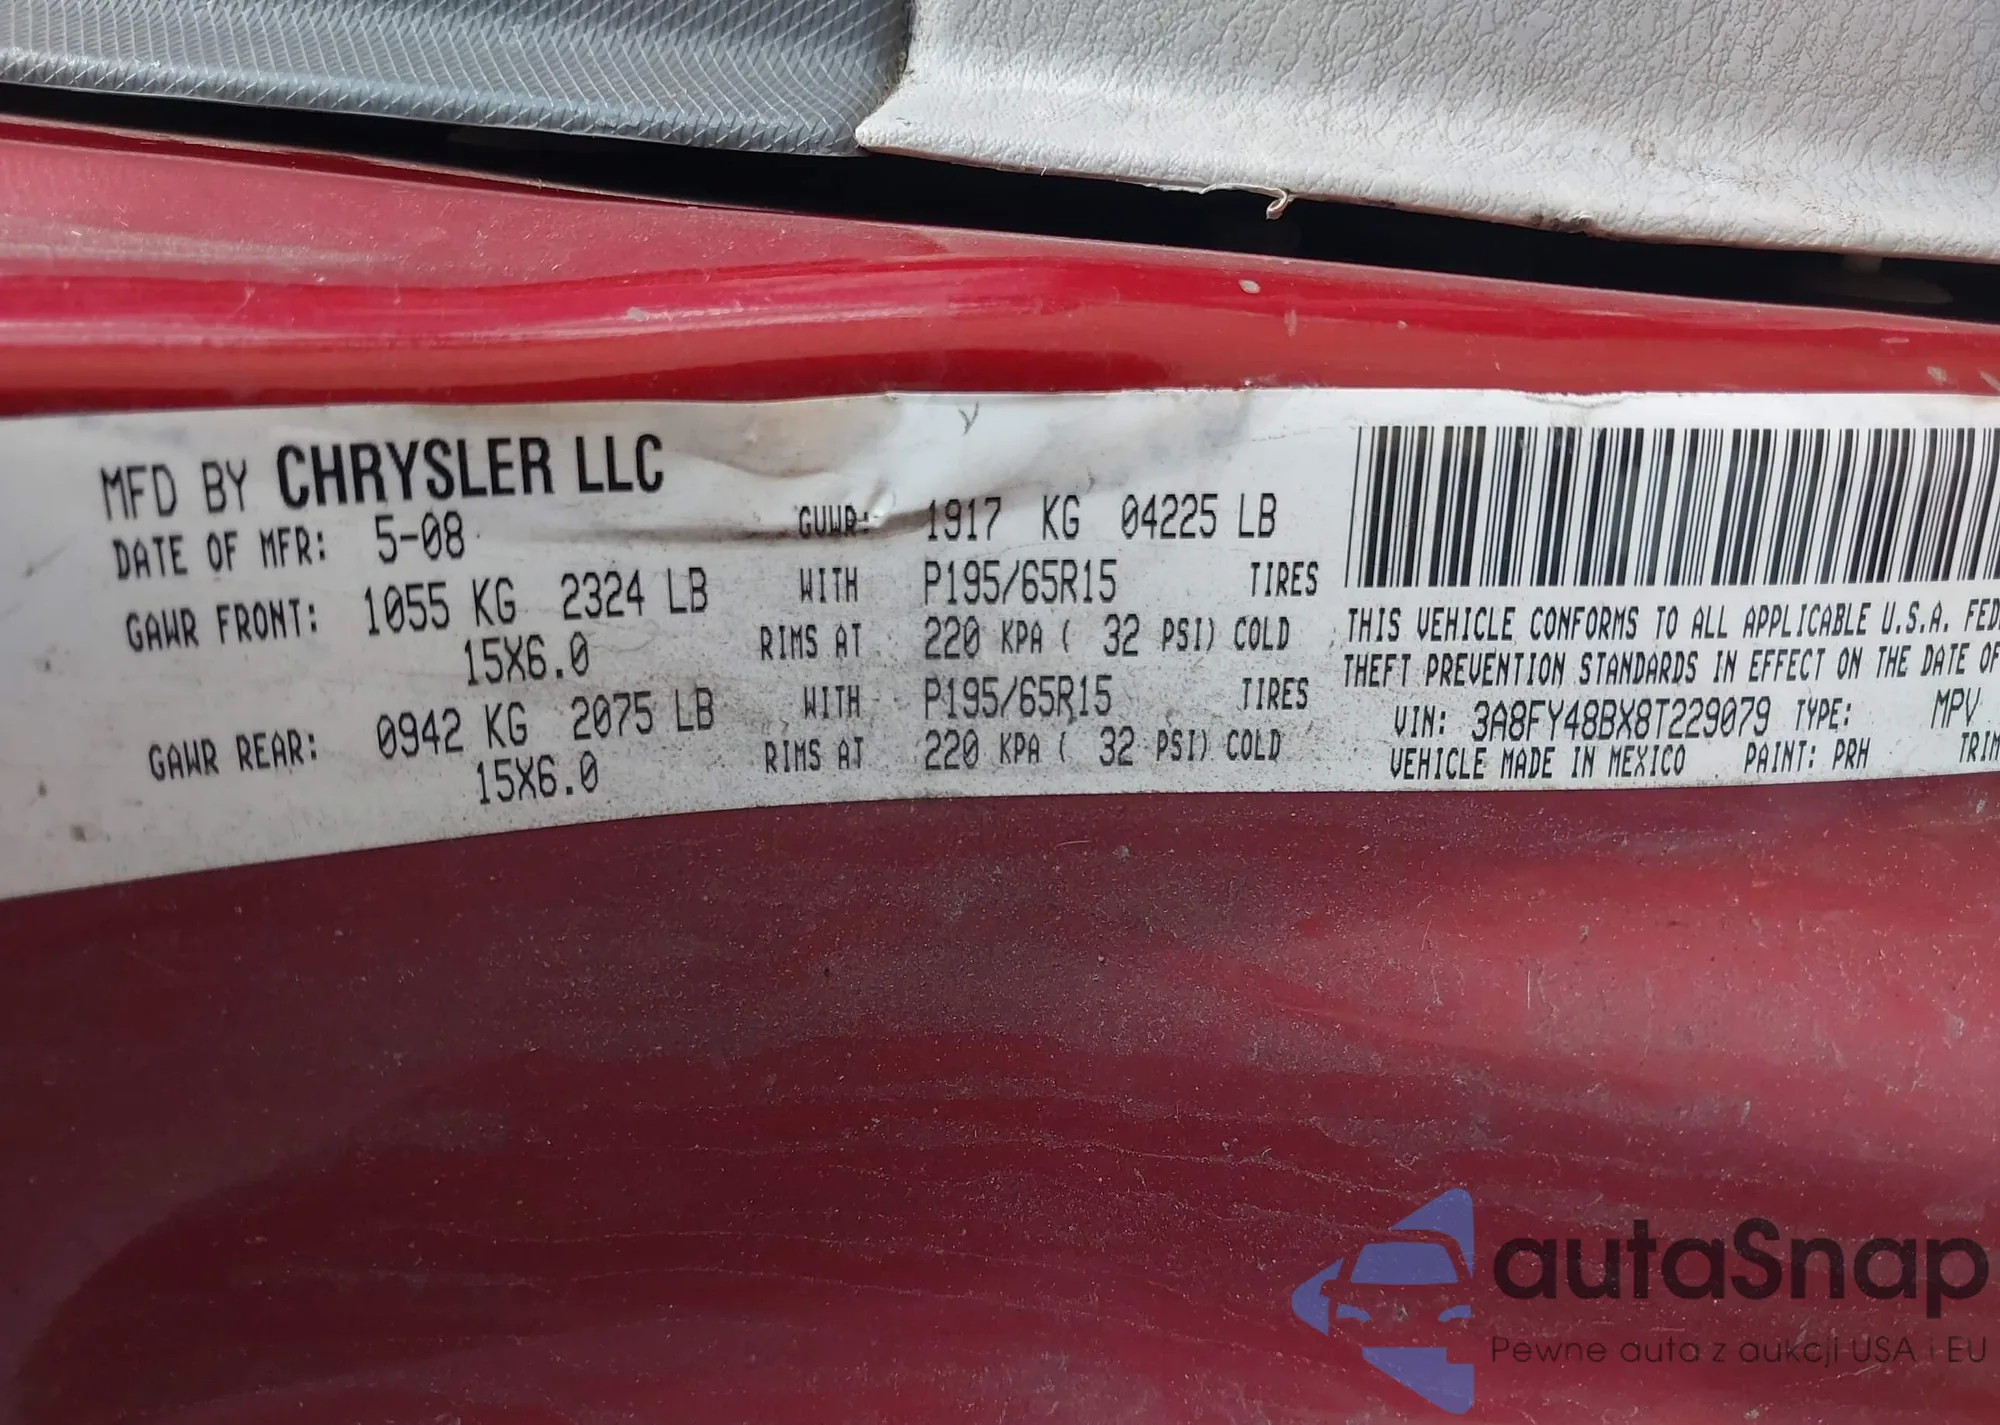 MFD BY CHRYSLER LLC
DATE OF MFR: 5-08 GVWR: 1917 KG 04225 LB
GAWR FRONT: 1055 KG 2324 LB WITH P195/65R15 TIRES
15X6.0 RIMS AT 220 KPA ( 32 PSI) COLD
GAWR REAR: 0942 KG 2075 LB WITH P195/65R15 TIRES
15X6.0 RIMS AT 220 KPA ( 32 PSI) COLD
THIS VEHICLE CONFORMS TO ALL APPLICABLE U.S.A. FED
THEFT PREVENTION STANDARDS IN EFFECT ON THE DATE OF
VIN: 3A8FY48BX8T229079 TYPE: MPV
VEHICLE MADE IN MEXICO PAINT: PRH TRIM
autaSnap
Pewne auta z aukcji USA i EU